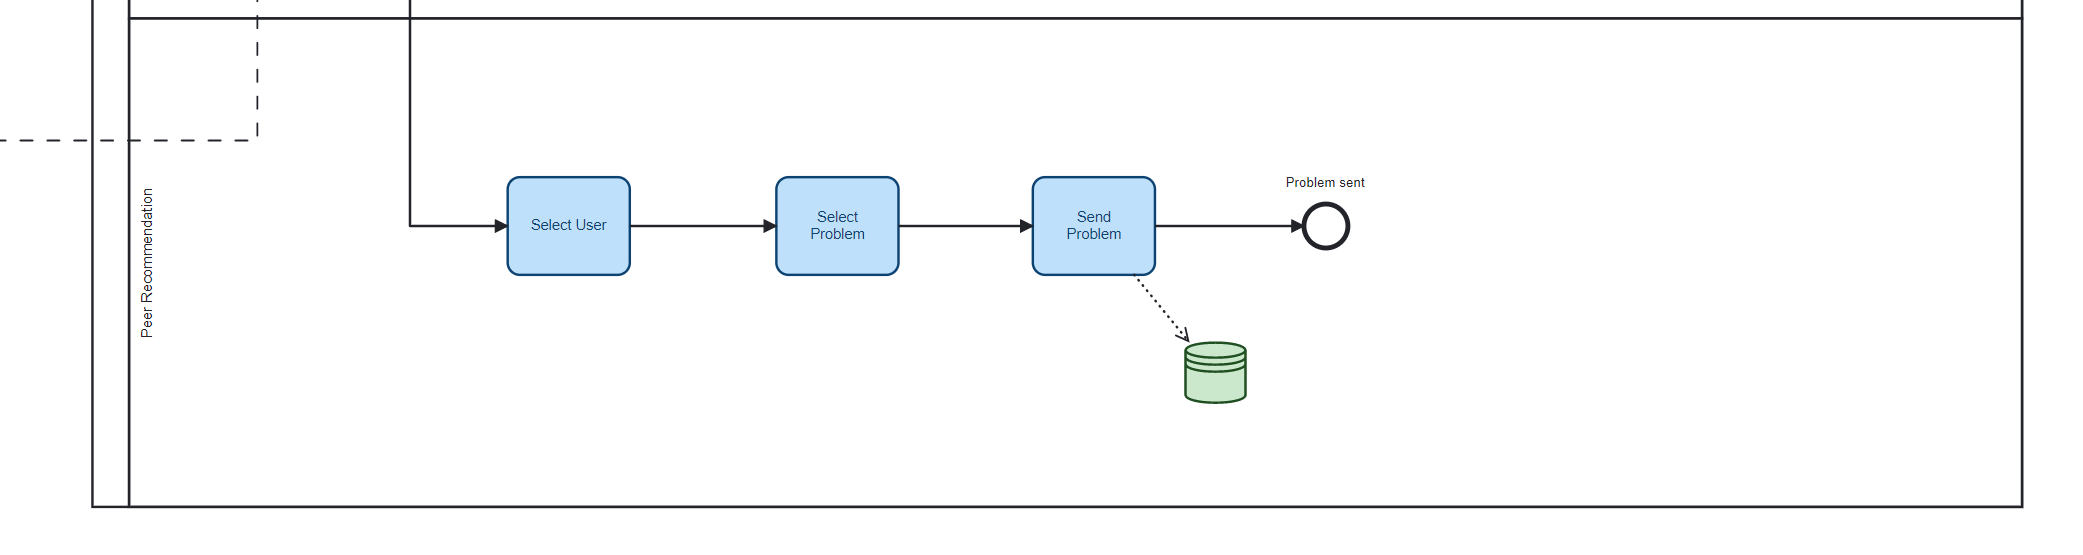 Peer Recommendation
Select User
Select
Problem
Send
Problem
Problem sent